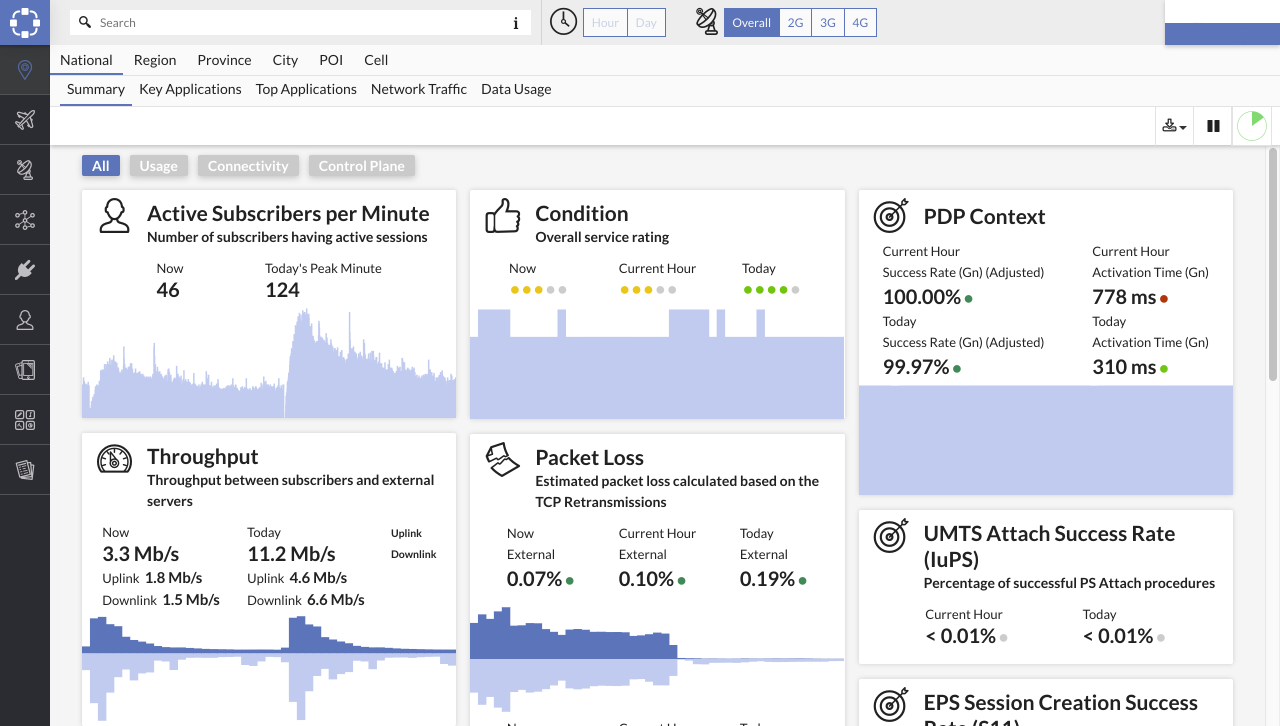 Search
i
Hour Day
Overall 2G 3G 4G
National Region Province City POI Cell
Summary Key Applications Top Applications Network Traffic Data Usage
All Usage Connectivity Control Plane
Active Subscribers per Minute
Number of subscribers having active sessions
Now Today's Peak Minute
46 124
Condition
Overall service rating
Now Current Hour Today
PDP Context
Current Hour Current Hour
Success Rate (Gn) (Adjusted) Activation Time (Gn)
100.00% 778 ms
Today Today
Success Rate (Gn) (Adjusted) Activation Time (Gn)
99.97% 310 ms
Throughput
Throughput between subscribers and external
servers
Now Today Uplink
3.3 Mb/s 11.2 Mb/s Downlink
Uplink 1.8 Mb/s Uplink 4.6 Mb/s
Downlink 1.5 Mb/s Downlink 6.6 Mb/s
Packet Loss
Estimated packet loss calculated based on the
TCP Retransmissions
Now Current Hour Today
External External External
0.07% 0.10% 0.19%
Now Current Hour Today
UMTS Attach Success Rate
(IuPS)
Percentage of successful PS Attach procedures
Current Hour Today
< 0.01% < 0.01%
EPS Session Creation Success
Rate (S11)